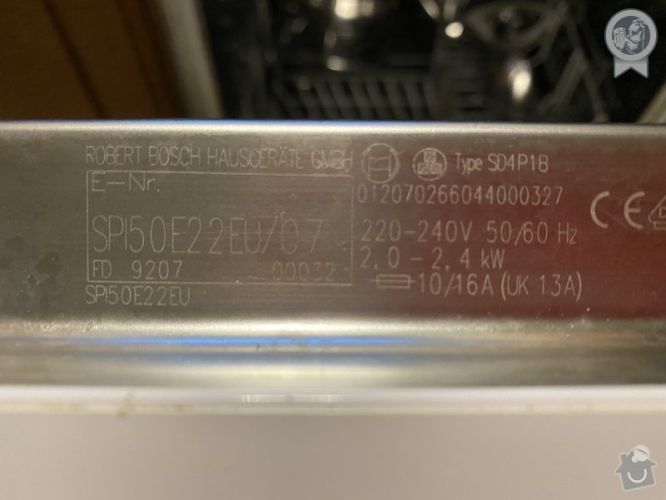 ROBERT BOSCH HAUSGERÄTE GMBH Type SD4P1B
E-Nr. 012070266044000327
SPI50E22EU/07 220-240V 50/60 Hz
FD 9207 00032 2,0 - 2,4 kW
SPI50E22EU 10/16A (UK 13A)
CE